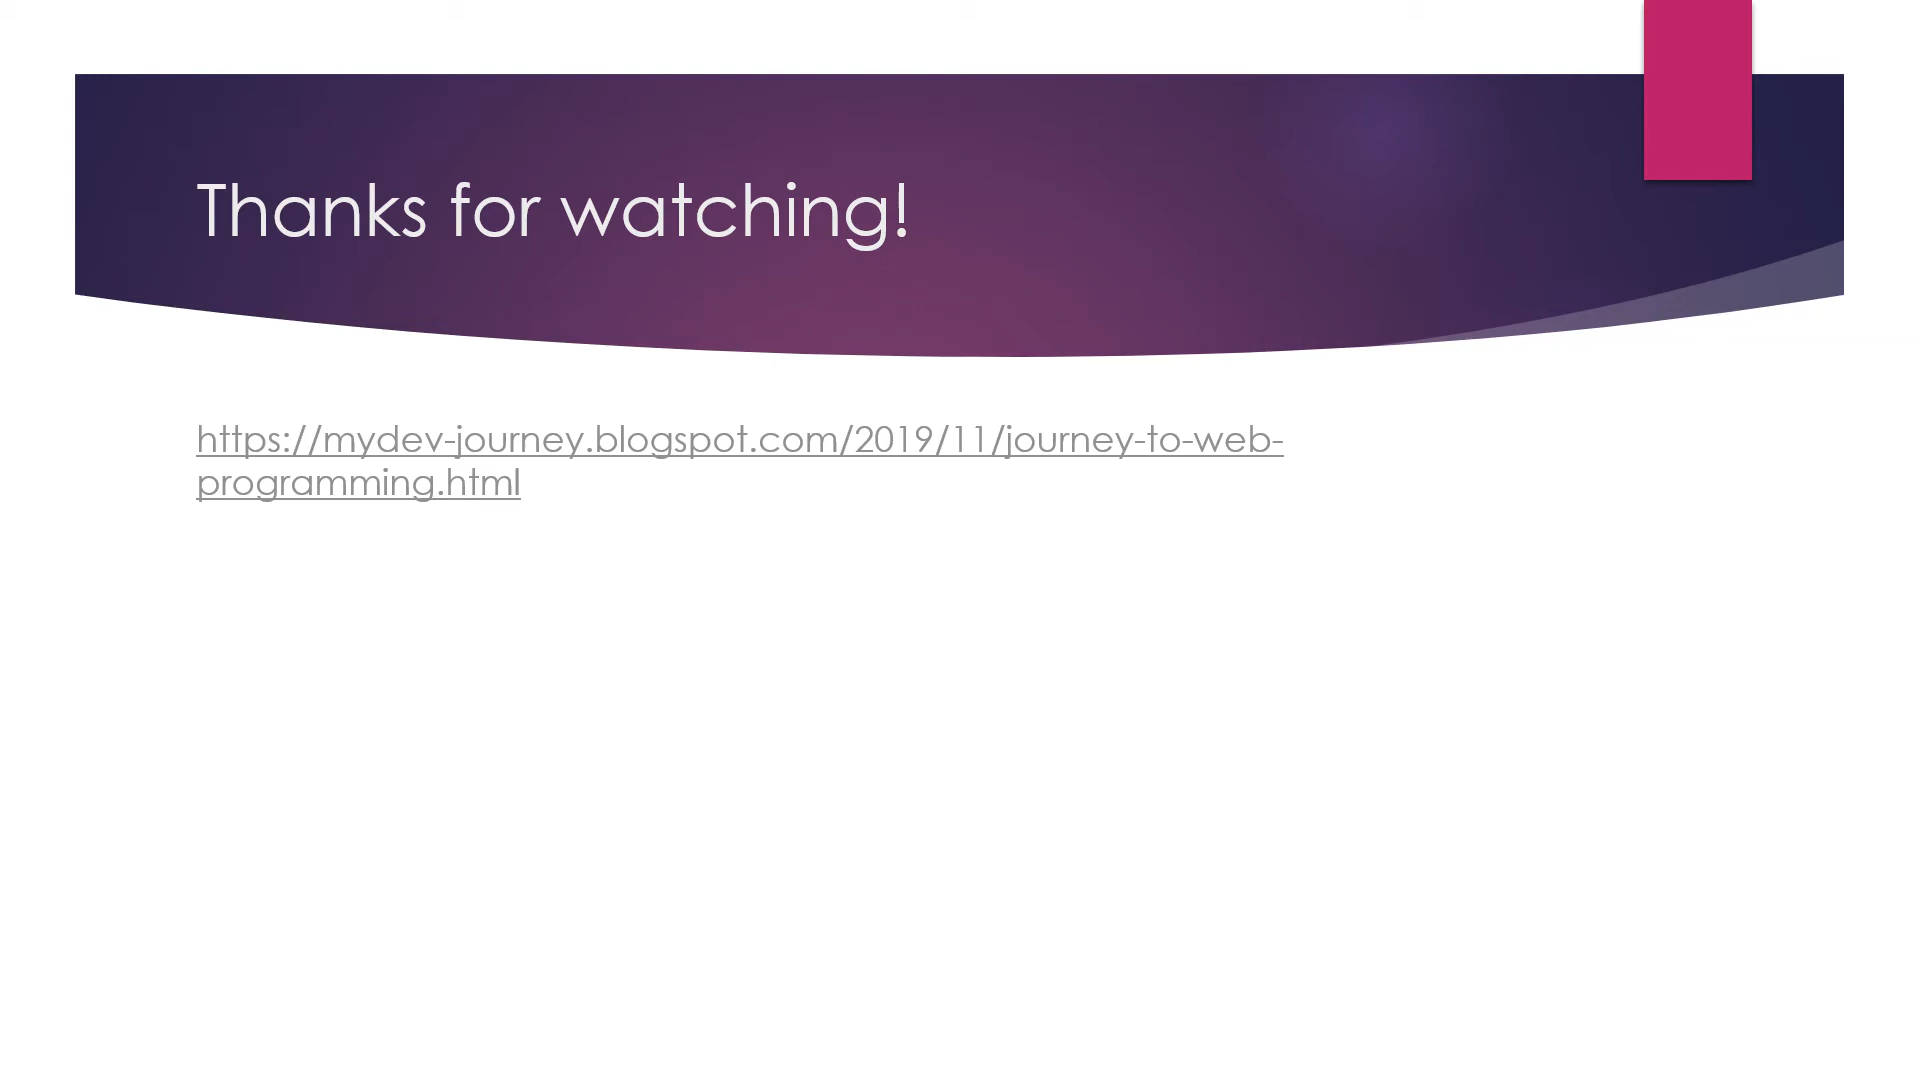 Thanks for watching!
https://mydev-journey.blogspot.com/2019/11/journey-to-web-
programming.html